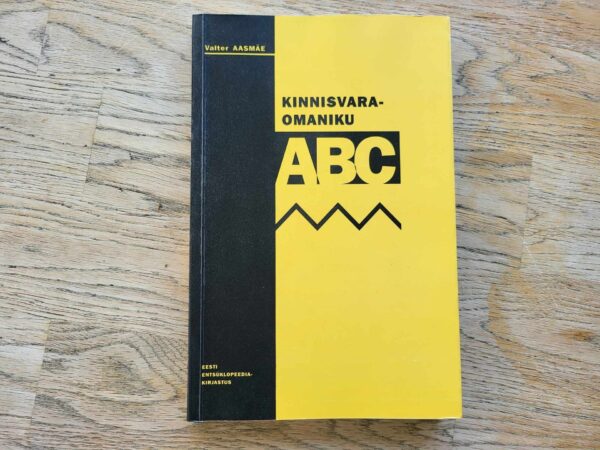 Valter AASMÄE
KINNISVARA-
OMANIKU
ABC
EESTI
ENTSÜKLOPEEDIA-
KIRJASTUS